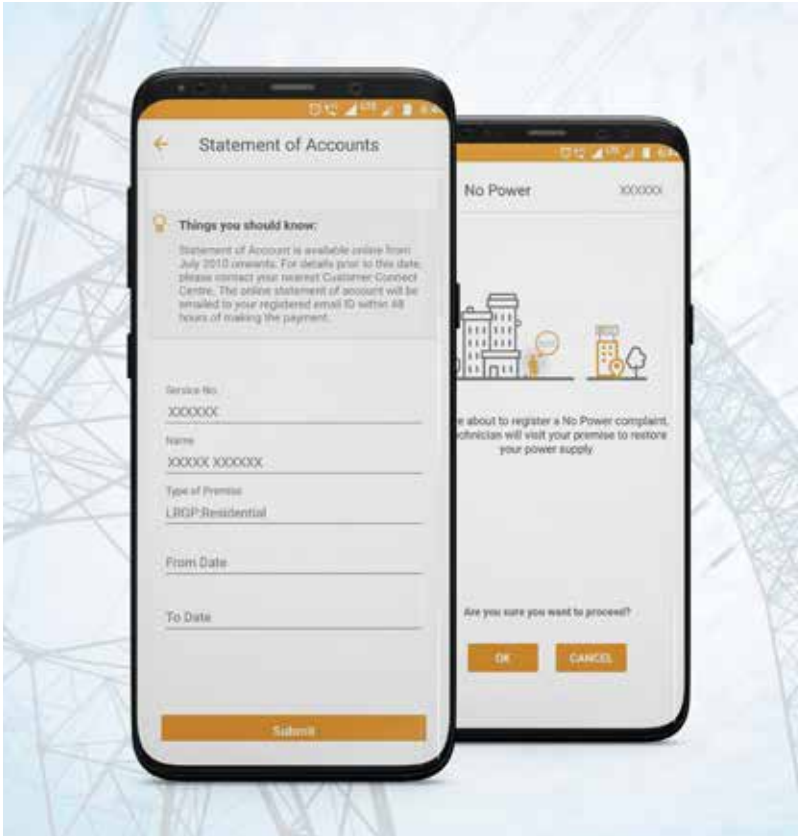 LTE
Statement of Accounts
Things you should know:
Statement of Account is available online from
July 2010 onwards. For details prior to this date,
please contact your nearest Customer Connect
Centre. The online statement of account will be
emailed to your registered email ID within 48
hours of making the payment.
Service No.
XXXXXX
Name
XXXXX XXXXXX
Type of Premise
LRGP:Residential
From Date
To Date
Submit
LTE
No Power
XXXXXX
e about to register a No Power complaint.
echnician will visit your premise to restore
your power supply
Are you sure you want to proceed?
OK
CANCEL